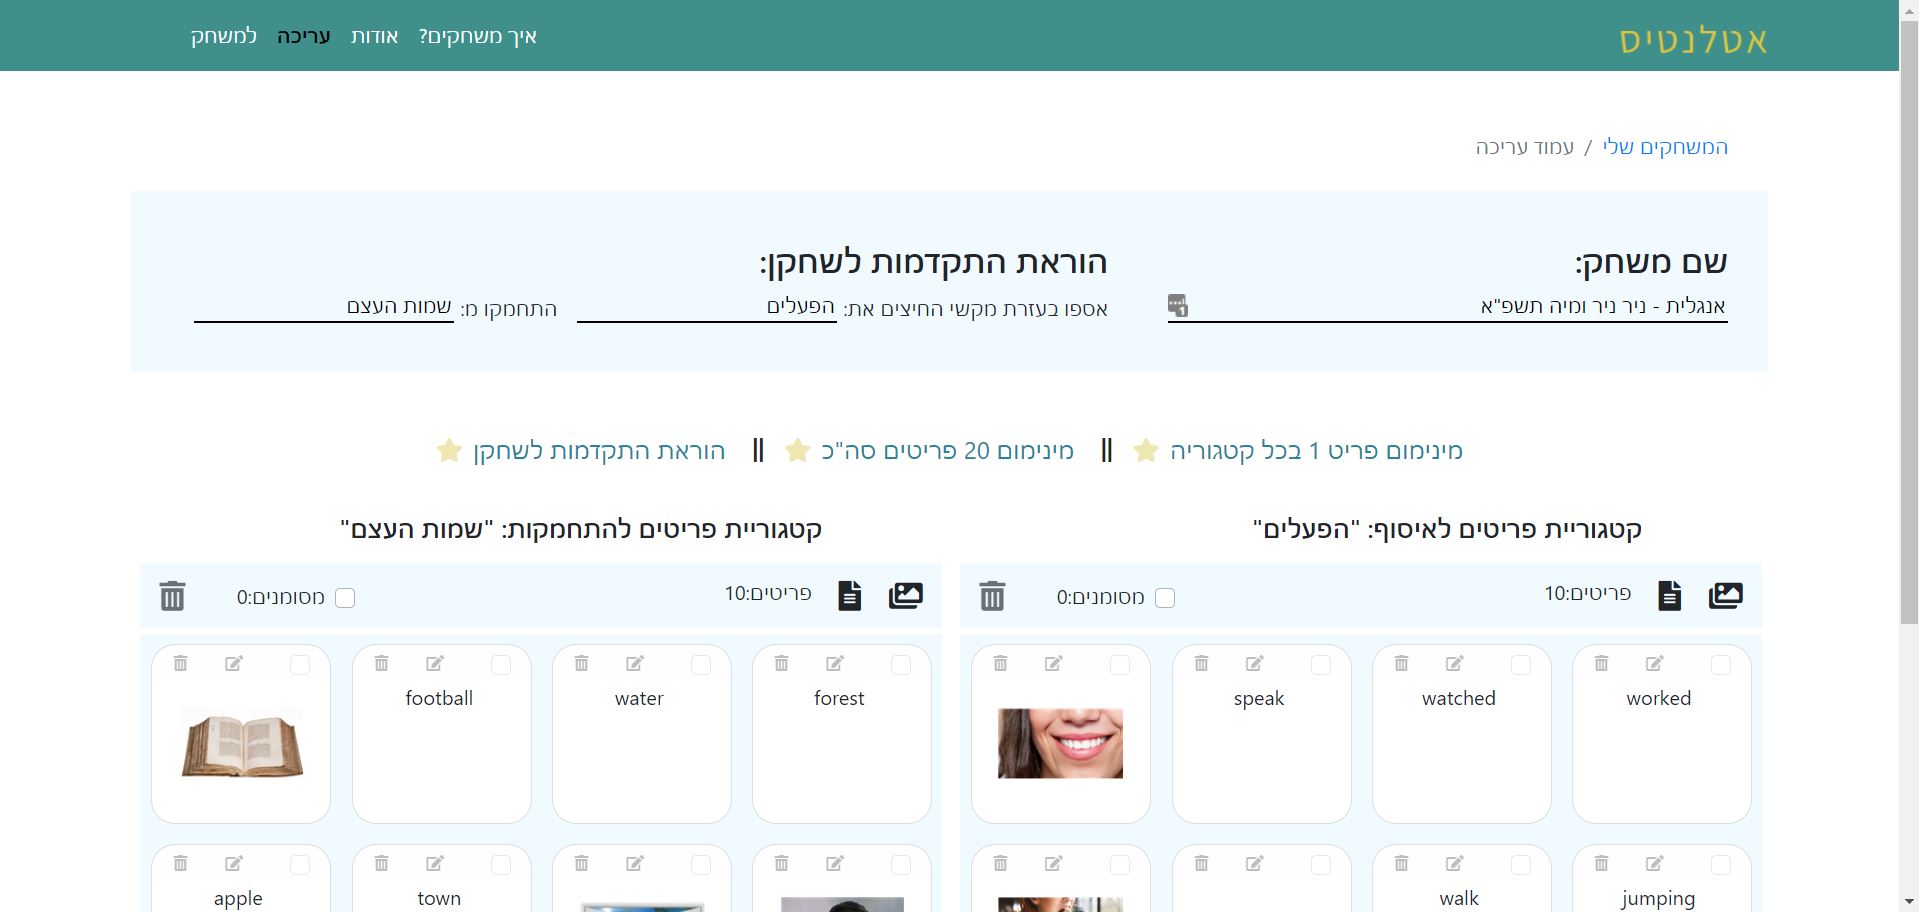 אטלנטיס
איך משחקים? אודות עריכה למשחק
המשחקים שלי / עמוד עריכה
שם משחק:
אנגלית - ניר ניר ומיה תשפ"א
הוראת התקדמות לשחקן:
אספו בעזרת מקשי החיצים את: הפעלים התחמקו מ: שמות העצם
מינימום פריט 1 בכל קטגוריה || מינימום 20 פריטים סה"כ || הוראת התקדמות לשחקן
קטגוריית פריטים לאיסוף: "הפעלים"
פריטים:10 מסומנים:0
worked
watched
speak
jumping
walk
קטגוריית פריטים להתחמקות: "שמות העצם"
פריטים:10 מסומנים:0
forest
water
football
town
apple